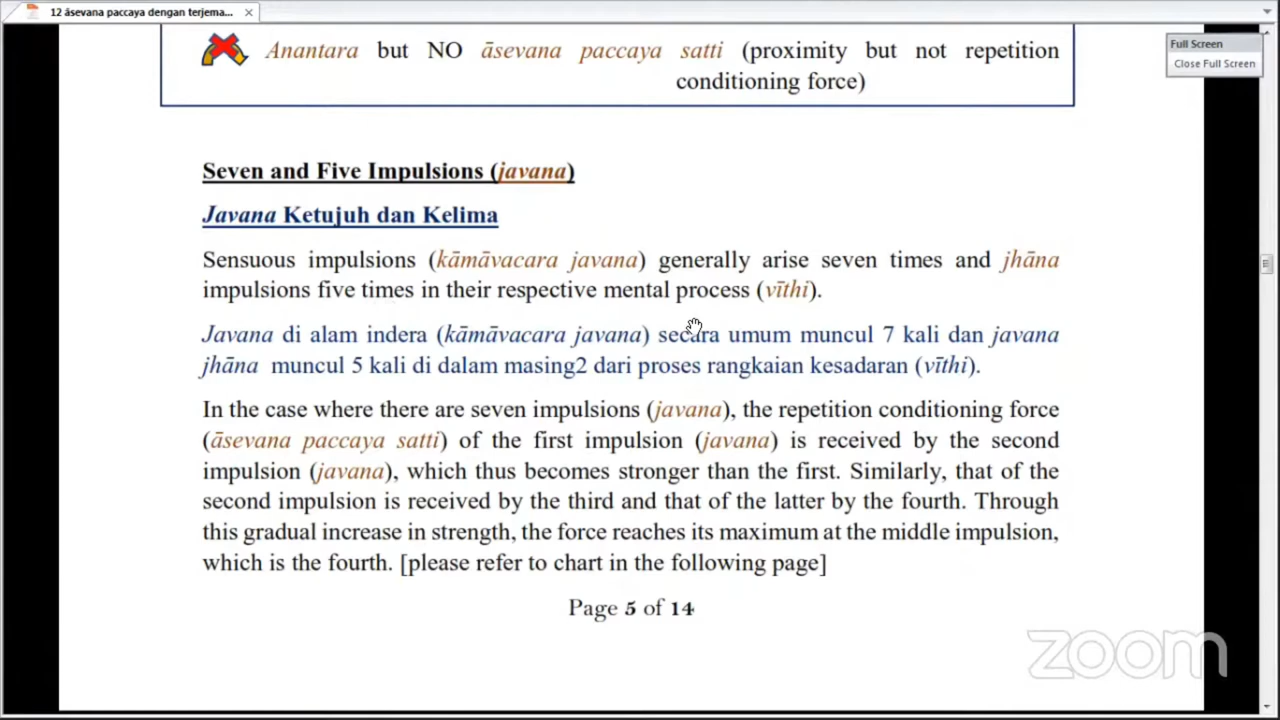 12 āsevana paccaya dengan terjema...
Full Screen
Close Full Screen
Anantara but NO āsevana paccaya satti (proximity but not repetition
conditioning force)
Seven and Five Impulsions (javana)
Javana Ketujuh dan Kelima
Sensuous impulsions (kāmāvacara javana) generally arise seven times and jhāna
impulsions five times in their respective mental process (vīthi).
Javana di alam indera (kāmāvacara javana) secara umum muncul 7 kali dan javana
jhāna muncul 5 kali di dalam masing2 dari proses rangkaian kesadaran (vīthi).
In the case where there are seven impulsions (javana), the repetition conditioning force
(āsevana paccaya satti) of the first impulsion (javana) is received by the second
impulsion (javana), which thus becomes stronger than the first. Similarly, that of the
second impulsion is received by the third and that of the latter by the fourth. Through
this gradual increase in strength, the force reaches its maximum at the middle impulsion,
which is the fourth. [please refer to chart in the following page]
Page 5 of 14
zoom